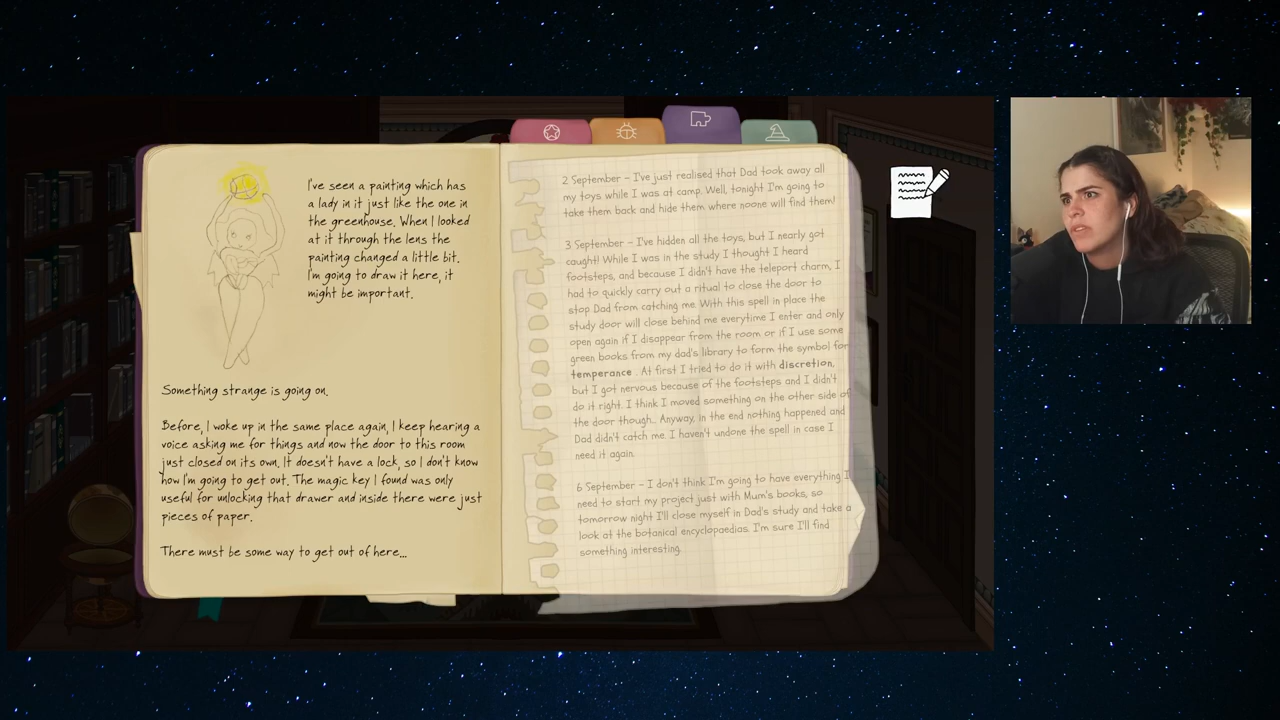 I've seen a painting which has
a lady in it just like the one in
the greenhouse. When I looked
at it through the lens the
painting changed a little bit.
I'm going to draw it here, it
might be important.
Something strange is going on.
Before, I woke up in the same place again, I keep hearing a
voice asking me for things and now the door to this room
just closed on its own. It doesn't have a lock, so I don't know
how I'm going to get out. The magic key I found was only
useful for unlocking that drawer and inside there were just
pieces of paper.
There must be some way to get out of here...
2 September - I've just realised that Dad took away all
my toys while I was at camp. Well, tonight I'm going to
take them back and hide them where noone will find them!
3 September - I've hidden all the toys, but I nearly got
caught! While I was in the study I thought I heard
footsteps, and because I didn't have the teleport charm, I
had to quickly carry out a ritual to close the door to
stop Dad from catching me. With this spell in place the
study door will close behind me everytime I enter and only
open again if I disappear from the room or if I use some
green books from my dad's library to form the symbol for
temperance . At first I tried to do it with discretion,
but I got nervous because of the footsteps and I didn't
do it right. I think I moved something on the other side of
the door though.. Anyway, in the end nothing happened and
Dad didn't catch me. I haven't undone the spell in case I
need it again.
6 September - I don't think I'm going to have everything I
need to start my project just with Mum's books, so
tomorrow night I'll close myself in Dad's study and take a
look at the botanical encyclopaedias. I'm sure I'll find
something interesting.